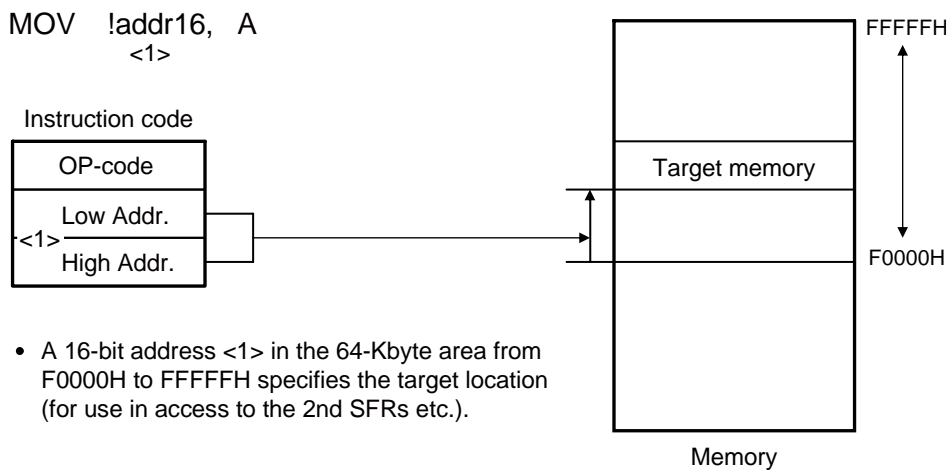 MOV !addr16, A
<1>
Instruction code
OP-code
Low Addr.
<1>
High Addr.
FFFFFH
Target memory
F0000H
• A 16-bit address <1> in the 64-Kbyte area from
F0000H to FFFFFH specifies the target location
(for use in access to the 2nd SFRs etc.).
Memory